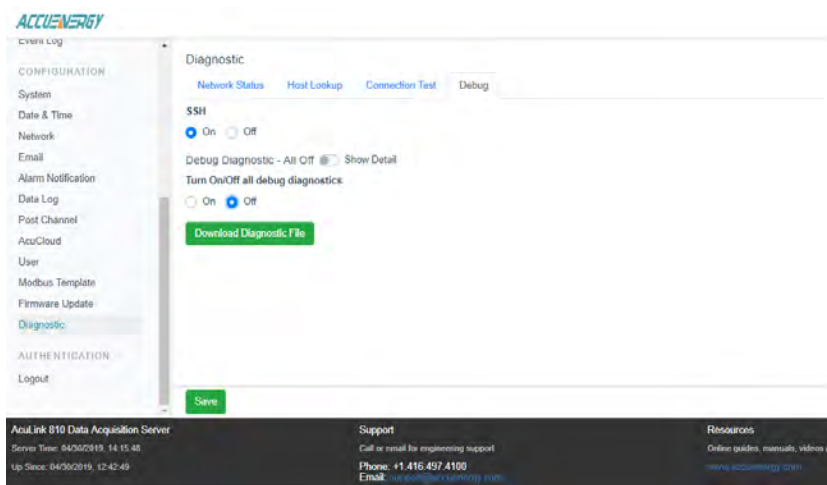 ACCUENERGY
Event Log
CONFIGURATION
System
Date & Time
Network
Email
Alarm Notification
Data Log
Post Channel
AcuCloud
User
Modbus Template
Firmware Update
Diagnostic
AUTHENTICATION
Logout
Diagnostic
Network Status Host Lookup Connection Test Debug
SSH
On Off
Debug Diagnostic - All Off Show Detail
Turn On/Off all debug diagnostics
On Off
Download Diagnostic File
Save
AcuLink 810 Data Acquisition Server
Server Time: 04/30/2019, 14:15:48
Up Since: 04/30/2019, 12:42:49
Support
Call or email for engineering support
Phone: +1.416.497.4100
Email: support@accuenergy.com
Resources
Online guides, manuals, videos
www.accuenergy.com